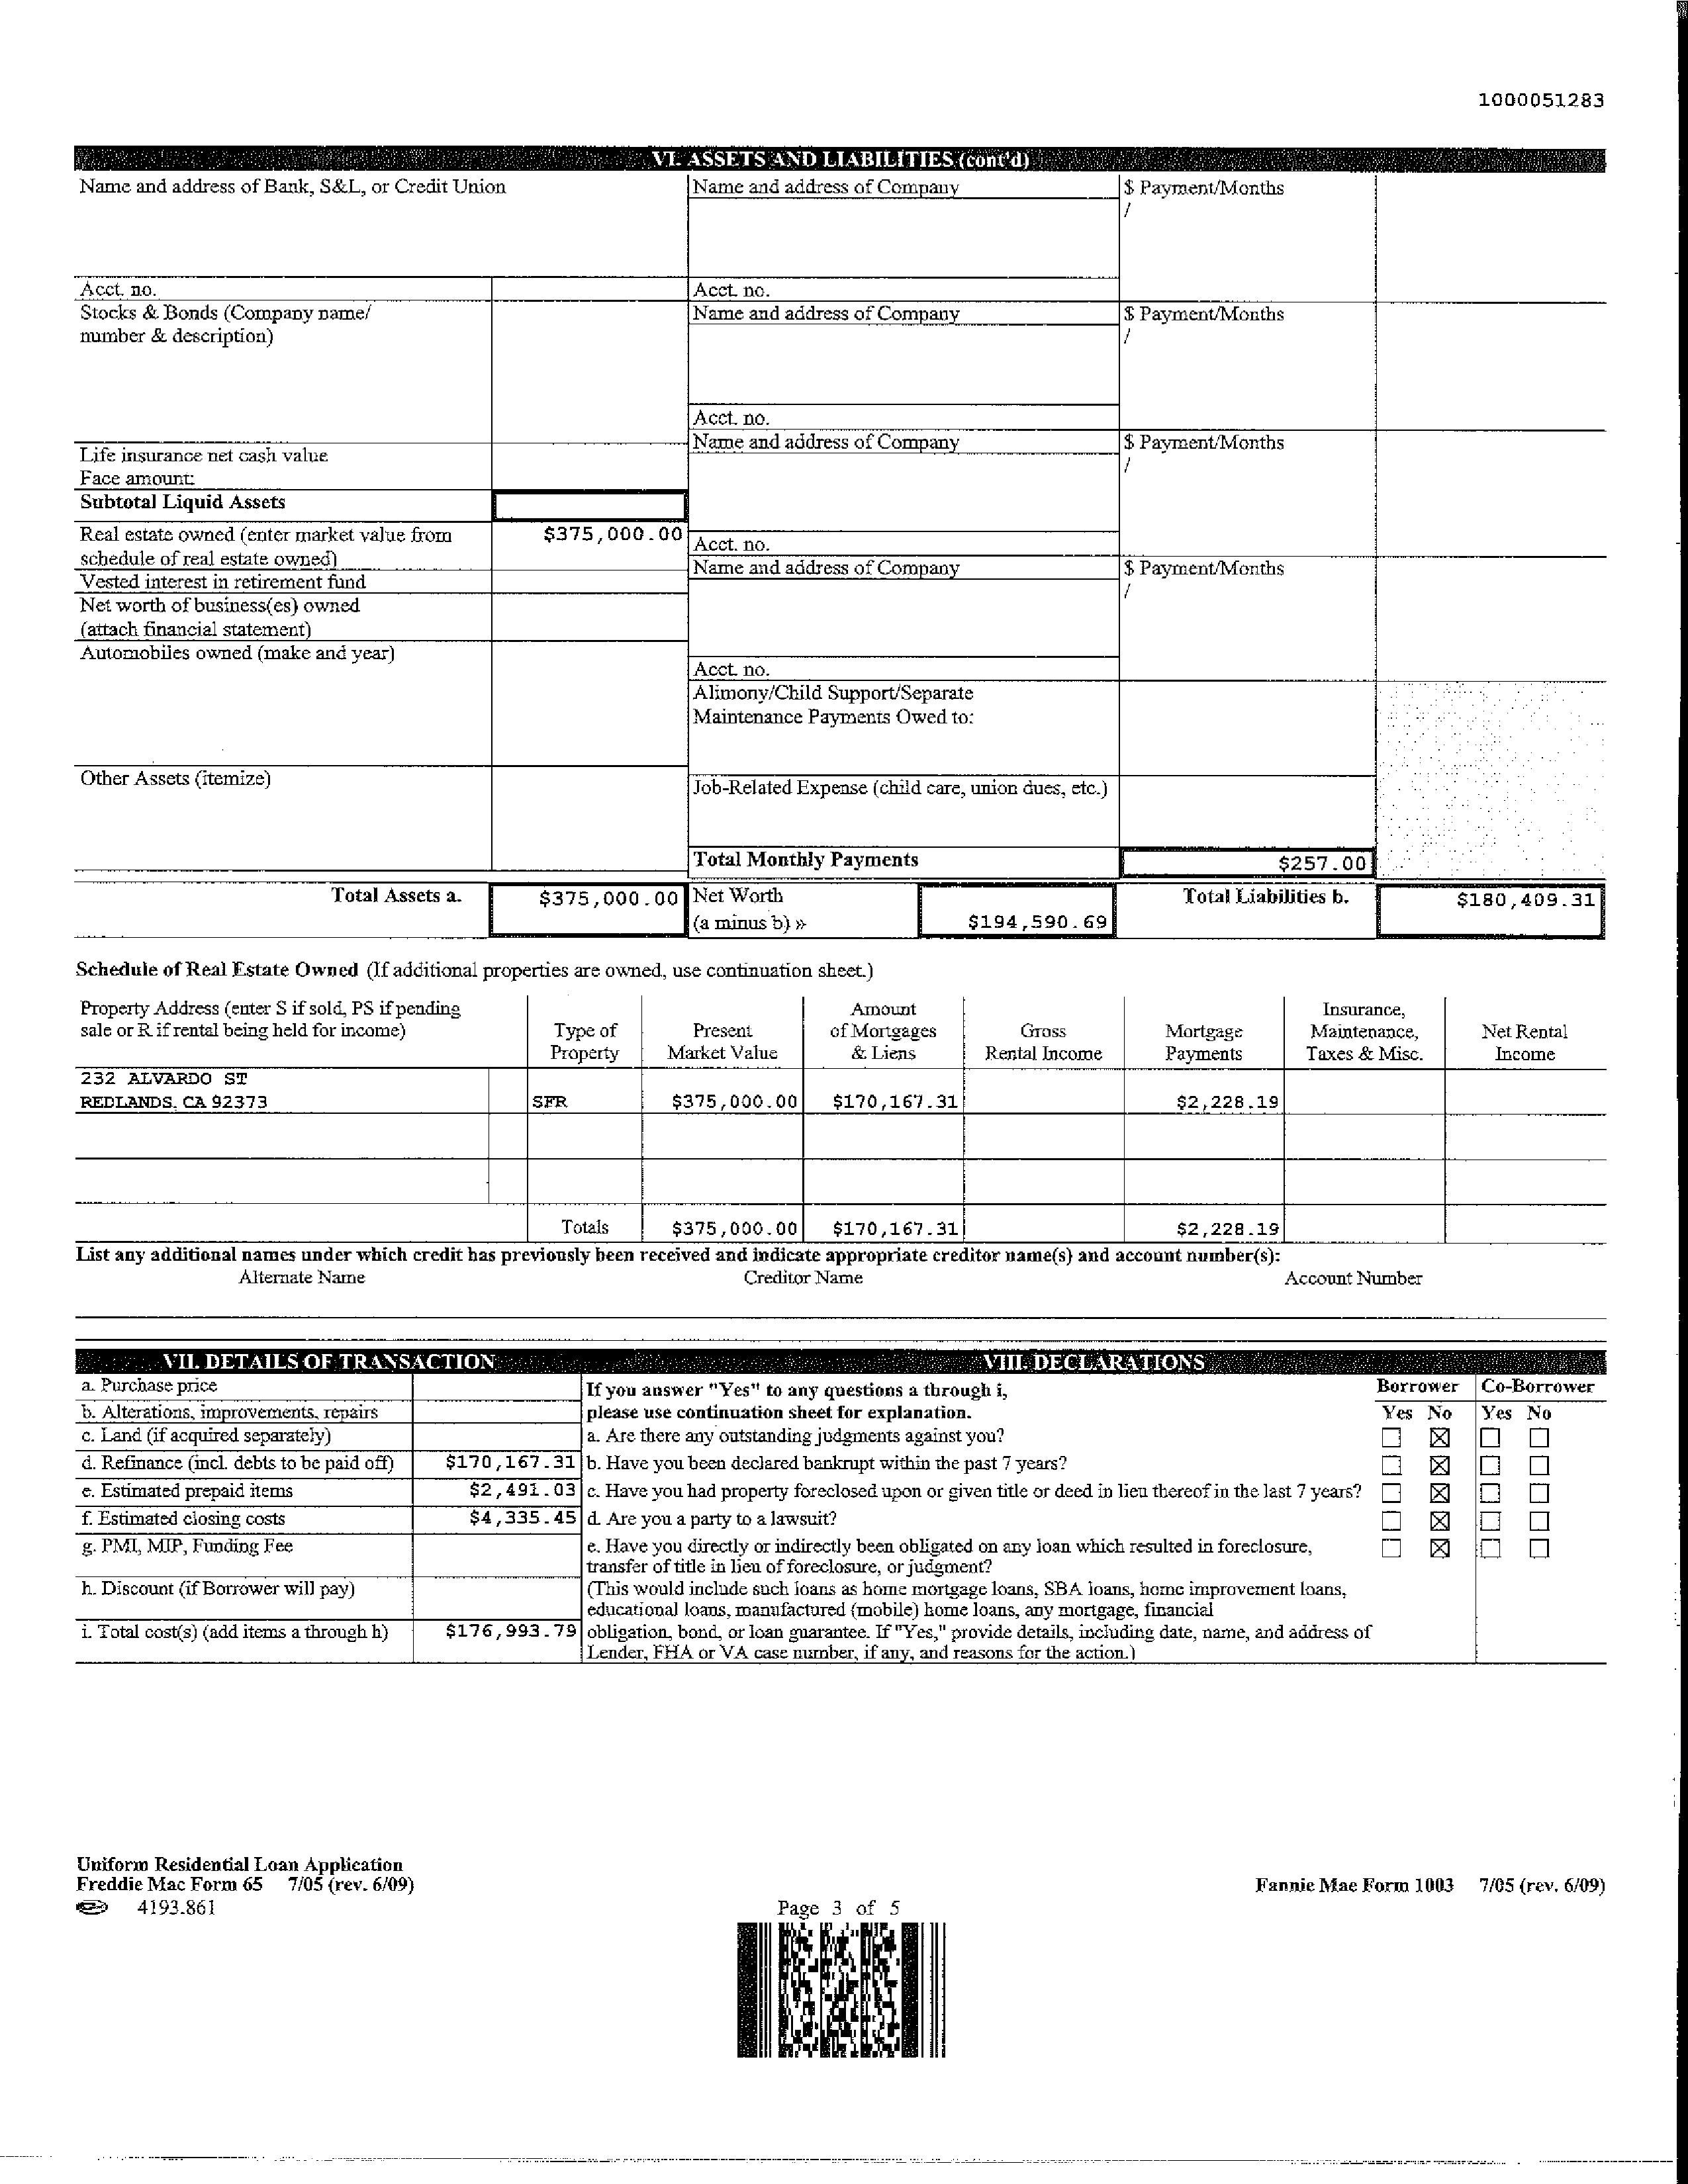 1000051283
VI. ASSETS AND LIABILITIES (cont'd)
Name and address of Bank, S&L, or Credit Union
Acct. no.
Stocks & Bonds (Company name/
number & description)
Life insurance net cash value
Face amount:
Subtotal Liquid Assets
Real estate owned (enter market value from $375,000.00
schedule of real estate owned)
Vested interest in retirement fund
Net worth of business(es) owned
(attach financial statement)
Automobiles owned (make and year)
Other Assets (itemize)
Name and address of Company $ Payment/Months
/
Acct. no.
Name and address of Company $ Payment/Months
/
Acct. no.
Name and address of Company $ Payment/Months
/
Acct. no.
Name and address of Company $ Payment/Months
/
Acct. no.
Alimony/Child Support/Separate
Maintenance Payments Owed to:
Job-Related Expense (child care, union dues, etc.)
Total Monthly Payments $257.00
Total Assets a. $375,000.00 Net Worth Total Liabilities b. $180,409.31
(a minus b) » $194,590.69
Schedule of Real Estate Owned (If additional properties are owned, use continuation sheet.)
Property Address (enter S if sold, PS if pending Amount Insurance,
sale or R if rental being held for income) Type of Present of Mortgages Gross Mortgage Maintenance, Net Rental
Property Market Value & Liens Rental Income Payments Taxes & Misc. Income
232 ALVARDO ST
REDLANDS, CA 92373 SFR $375,000.00 $170,167.31 $2,228.19
Totals $375,000.00 $170,167.31 $2,228.19
List any additional names under which credit has previously been received and indicate appropriate creditor name(s) and account number(s):
Alternate Name Creditor Name Account Number
VII. DETAILS OF TRANSACTION
a. Purchase price
b. Alterations, improvements, repairs
c. Land (if acquired separately)
d. Refinance (incl. debts to be paid off) $170,167.31
e. Estimated prepaid items $2,491.03
f. Estimated closing costs $4,335.45
g. PMI, MIP, Funding Fee
h. Discount (if Borrower will pay)
i. Total cost(s) (add items a through h) $176,993.79
VIII. DECLARATIONS
If you answer "Yes" to any questions a through i, Borrower Co-Borrower
please use continuation sheet for explanation. Yes No Yes No
a. Are there any outstanding judgments against you? ☐ ☒ ☐ ☐
b. Have you been declared bankrupt within the past 7 years? ☐ ☒ ☐ ☐
c. Have you had property foreclosed upon or given title or deed in lieu thereof in the last 7 years? ☐ ☒ ☐ ☐
d. Are you a party to a lawsuit? ☐ ☒ ☐ ☐
e. Have you directly or indirectly been obligated on any loan which resulted in foreclosure, ☐ ☒ ☐ ☐
transfer of title in lieu of foreclosure, or judgment?
(This would include such loans as home mortgage loans, SBA loans, home improvement loans,
educational loans, manufactured (mobile) home loans, any mortgage, financial
obligation, bond, or loan guarantee. If "Yes," provide details, including date, name, and address of
Lender, FHA or VA case number, if any, and reasons for the action.)
Uniform Residential Loan Application
Freddie Mac Form 65 7/05 (rev. 6/09) Fannie Mae Form 1003 7/05 (rev. 6/09)
4193.861 Page 3 of 5